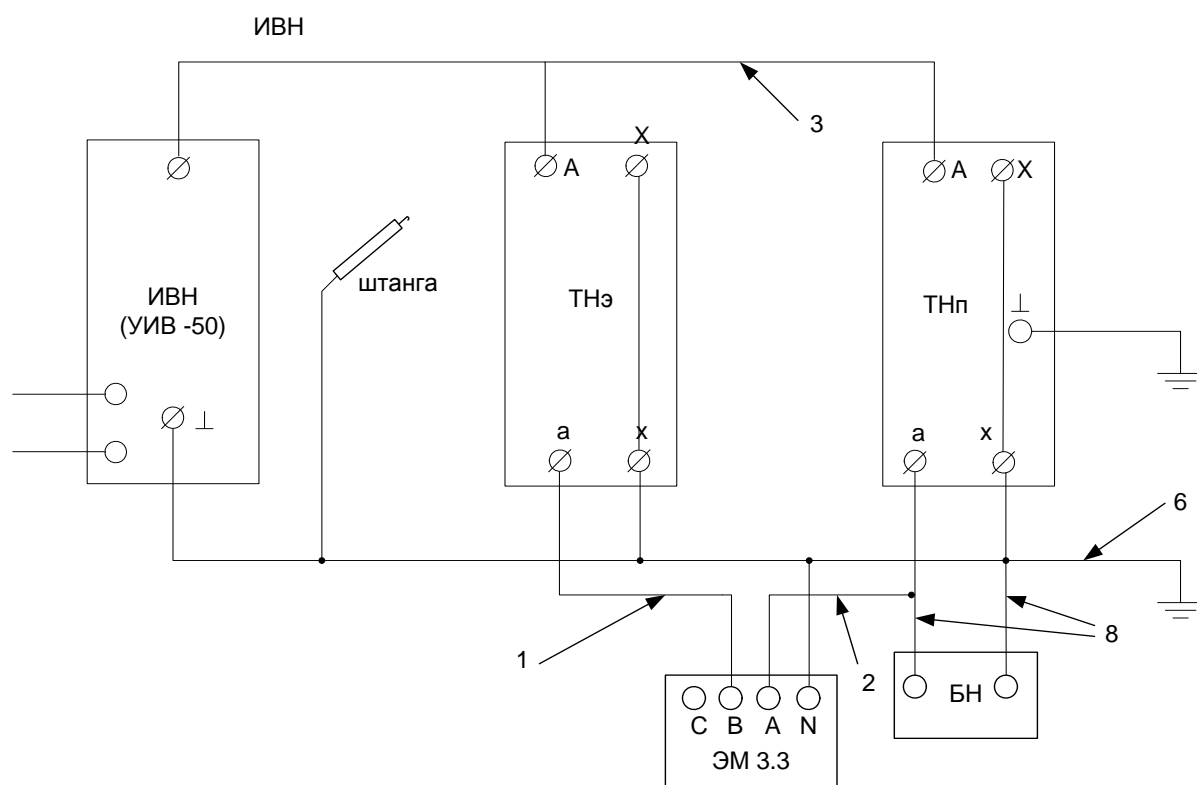 ИВН
3
А
Х
А
Х
штанга
ИВН
(УИВ -50)
ТНэ
ТНп
⊥
⊥
а
х
а
х
6
1
2
8
С
В
А
N
БН
ЭМ 3.3